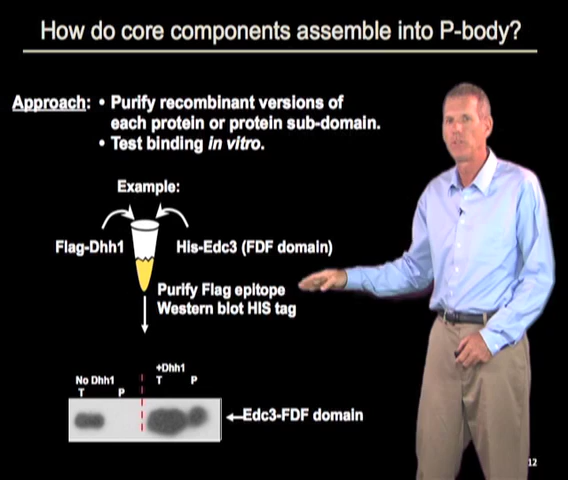 How do core components assemble into P-body?
Approach: • Purify recombinant versions of
each protein or protein sub-domain.
• Test binding in vitro.
Example:
Flag-Dhh1
His-Edc3 (FDF domain)
Purify Flag epitope
Western blot HIS tag
No Dhh1
+Dhh1
T P
T P
Edc3-FDF domain
12